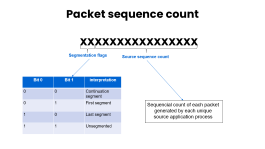 Packet sequence count
XXXXXXXXXXXXXXXX
Segmentation flags
Source sequence count
Bit 0 Bit 1 Interpretation
0 0 Continuation
segment
0 1 First segment
1 0 Last segment
1 1 Unsegmented
Sequencial count of each packet
generated by each unique
source application process